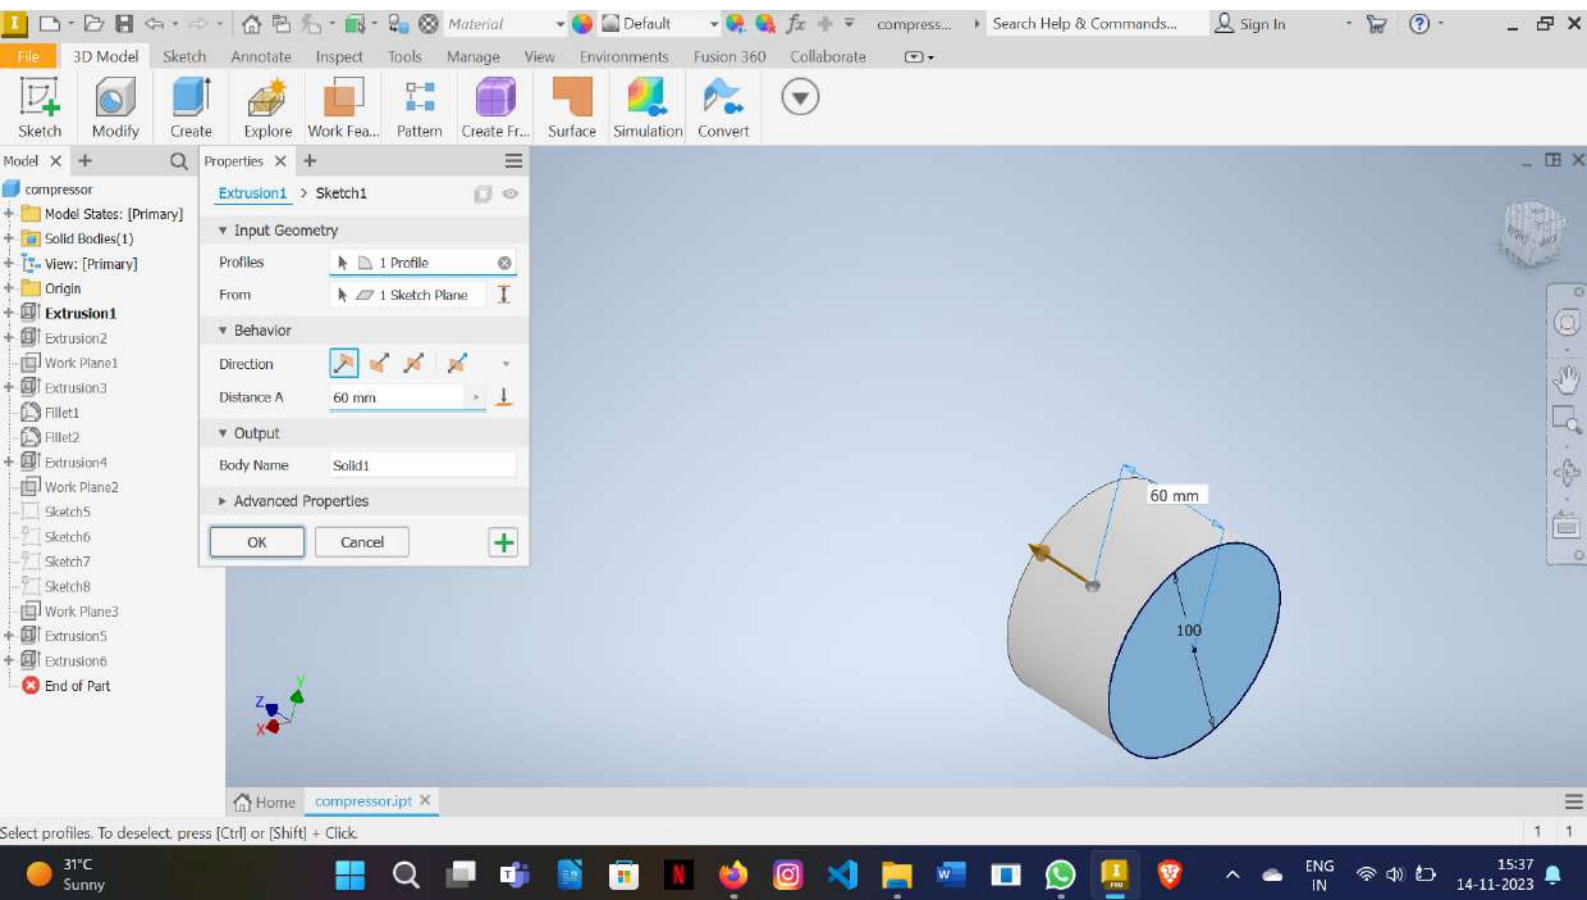 Material
Default
fx
compress...
Search Help & Commands...
Sign In
File
3D Model
Sketch
Annotate
Inspect
Tools
Manage
View
Environments
Fusion 360
Collaborate
Sketch
Modify
Create
Explore
Work Fea...
Pattern
Create Fr...
Surface
Simulation
Convert
Model
Properties
compressor
Model States: [Primary]
Solid Bodies(1)
View: [Primary]
Origin
Extrusion1
Extrusion2
Work Plane1
Extrusion3
Fillet1
Fillet2
Extrusion4
Work Plane2
Sketch5
Sketch6
Sketch7
Sketch8
Work Plane3
Extrusion5
Extrusion6
End of Part
Extrusion1 > Sketch1
Input Geometry
Profiles
1 Profile
From
1 Sketch Plane
Behavior
Direction
Distance A
60 mm
Output
Body Name
Solid1
Advanced Properties
OK
Cancel
60 mm
100
Z
Y
X
Home
compressor.ipt
Select profiles. To deselect, press [Ctrl] or [Shift] + Click.
1 1
31°C
Sunny
ENG
IN
15:37
14-11-2023